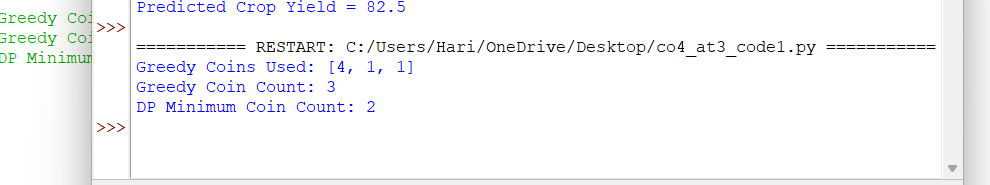 Predicted Crop Yield = 82.5
>>>
=========== RESTART: C:/Users/Hari/OneDrive/Desktop/co4_at3_code1.py ===========
Greedy Coins Used: [4, 1, 1]
Greedy Coin Count: 3
DP Minimum Coin Count: 2
>>>
Greedy Coi
Greedy Coi
DP Minimum